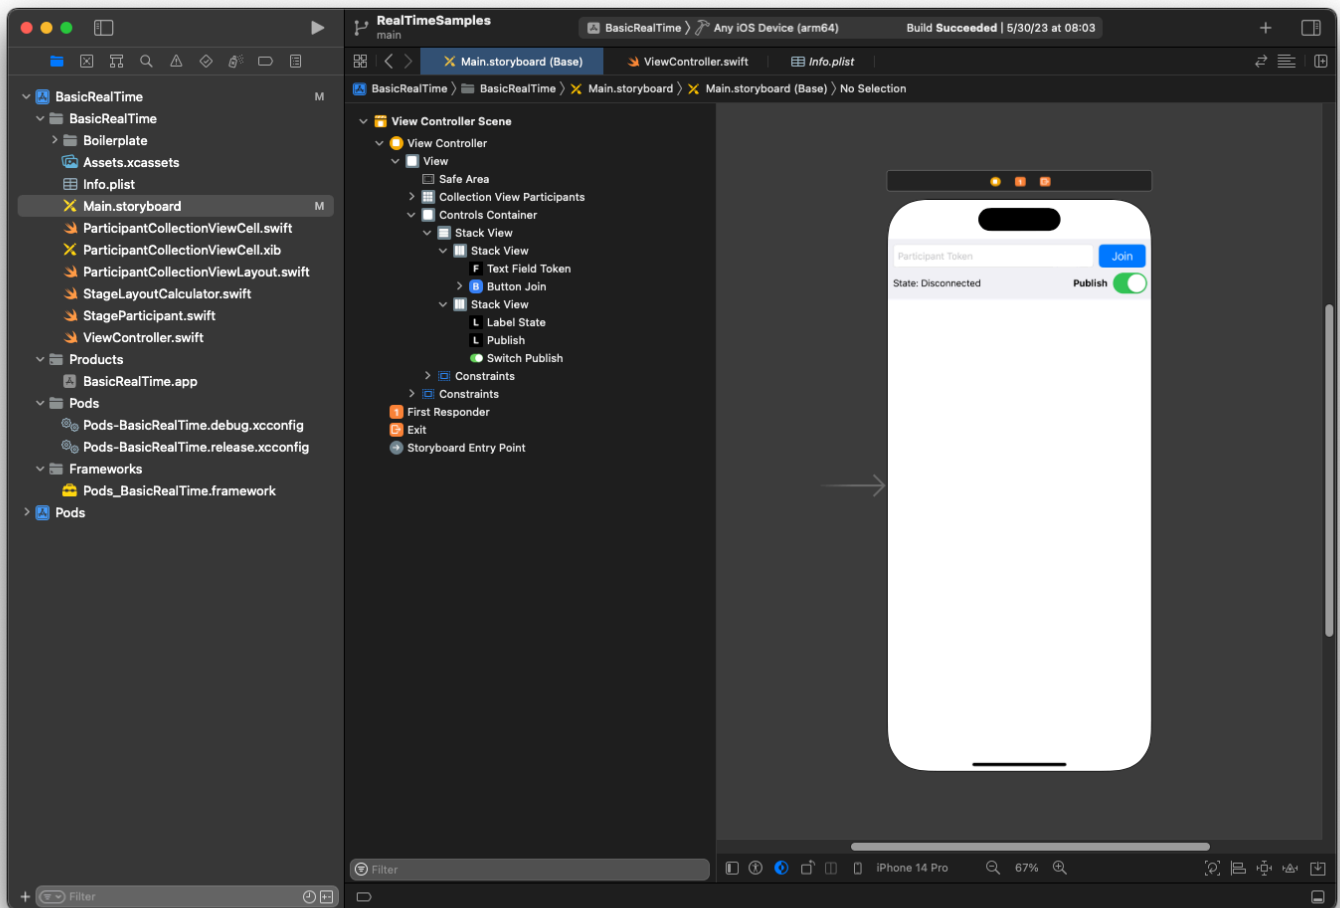 RealTimeSamples
main
BasicRealTime
Any iOS Device (arm64)
Build Succeeded | 5/30/23 at 08:03
Main.storyboard (Base)
ViewController.swift
Info.plist
BasicRealTime
BasicRealTime
Main.storyboard
Main.storyboard (Base)
No Selection
BasicRealTime M
BasicRealTime
Boilerplate
Assets.xcassets
Info.plist
Main.storyboard M
ParticipantCollectionViewCell.swift
ParticipantCollectionViewCell.xib
ParticipantCollectionViewLayout.swift
StageLayoutCalculator.swift
StageParticipant.swift
ViewController.swift
Products
BasicRealTime.app
Pods
Pods-BasicRealTime.debug.xcconfig
Pods-BasicRealTime.release.xcconfig
Frameworks
Pods_BasicRealTime.framework
Pods
Filter
View Controller Scene
View Controller
View
Safe Area
Collection View Participants
Controls Container
Stack View
Stack View
F Text Field Token
B Button Join
Stack View
L Label State
L Publish
Switch Publish
Constraints
Constraints
1 First Responder
Exit
Storyboard Entry Point
Filter
1
Participant Token
Join
State: Disconnected
Publish
iPhone 14 Pro
67%